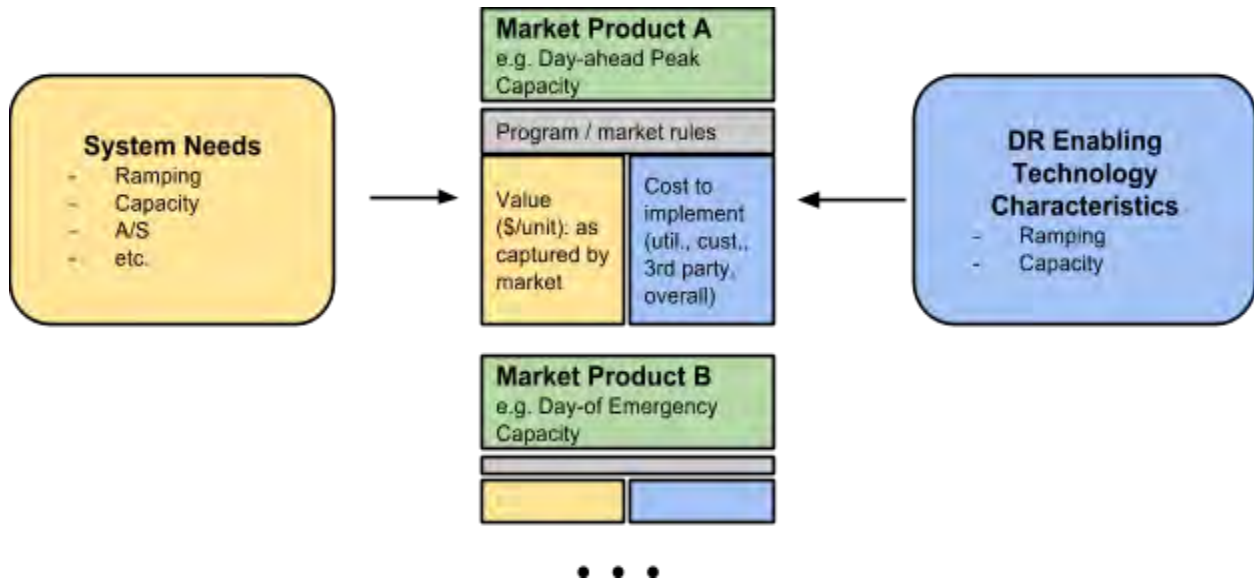 System Needs
- Ramping
- Capacity
- A/S
- etc.
Market Product A
e.g. Day-ahead Peak
Capacity
Program / market rules
Value
($/unit): as
captured by
market
Cost to
implement
(util., cust.,
3rd party,
overall)
DR Enabling
Technology
Characteristics
- Ramping
- Capacity
Market Product B
e.g. Day-of Emergency
Capacity
• • •